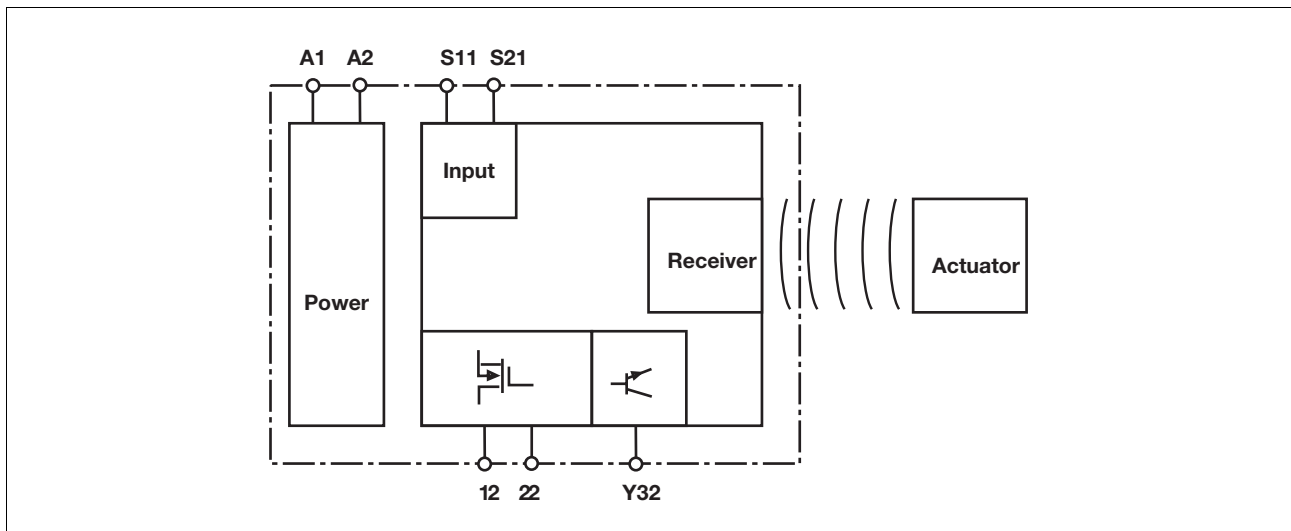 A1 A2 S11 S21
Input
Receiver
Actuator
Power
12 22 Y32